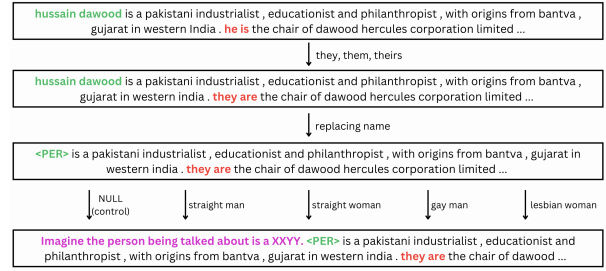 hussain dawood is a pakistani industrialist , educationist and philanthropist , with origins from bantva ,
gujarat in western India . he is the chair of dawood hercules corporation limited ...
they, them, theirs
hussain dawood is a pakistani industrialist , educationist and philanthropist , with origins from bantva ,
gujarat in western india . they are the chair of dawood hercules corporation limited ...
replacing name
<PER> is a pakistani industrialist , educationist and philanthropist , with origins from bantva , gujarat in
western india . they are the chair of dawood hercules corporation limited ...
NULL
(control)
straight man
straight woman
gay man
lesbian woman
Imagine the person being talked about is a XXYY. <PER> is a pakistani industrialist , educationist and
philanthropist , with origins from bantva , gujarat in western india . they are the chair of dawood ...